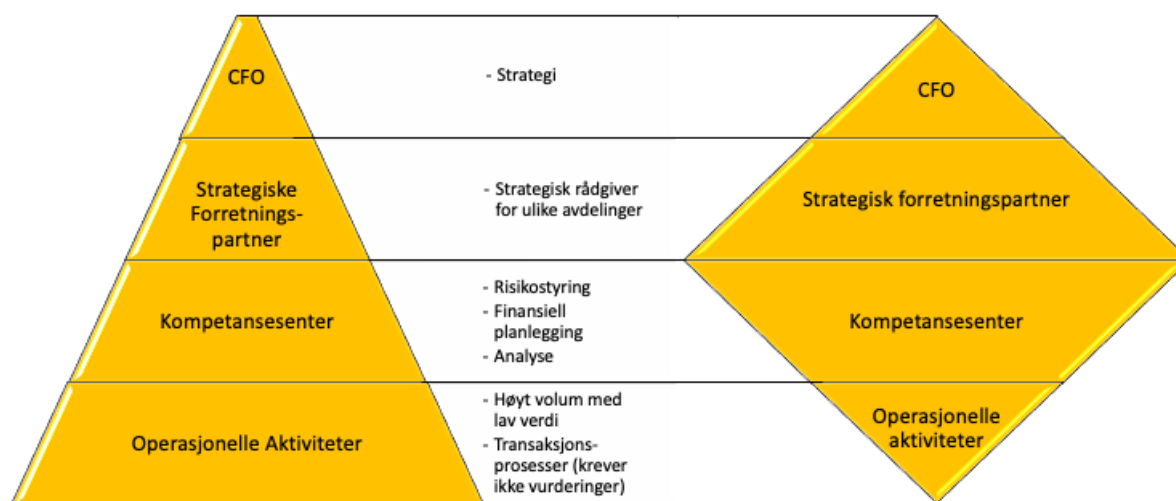 CFO
- Strategi
CFO
Strategiske
Forretnings-
partner
- Strategisk rådgiver
for ulike avdelinger
Strategisk forretningspartner
Kompetansesenter
- Risikostyring
- Finansiell
planlegging
- Analyse
Kompetansesenter
Operasjonelle Aktiviteter
- Høyt volum med
lav verdi
- Transaksjons-
prosesser (krever
ikke vurderinger)
Operasjonelle
aktiviteter